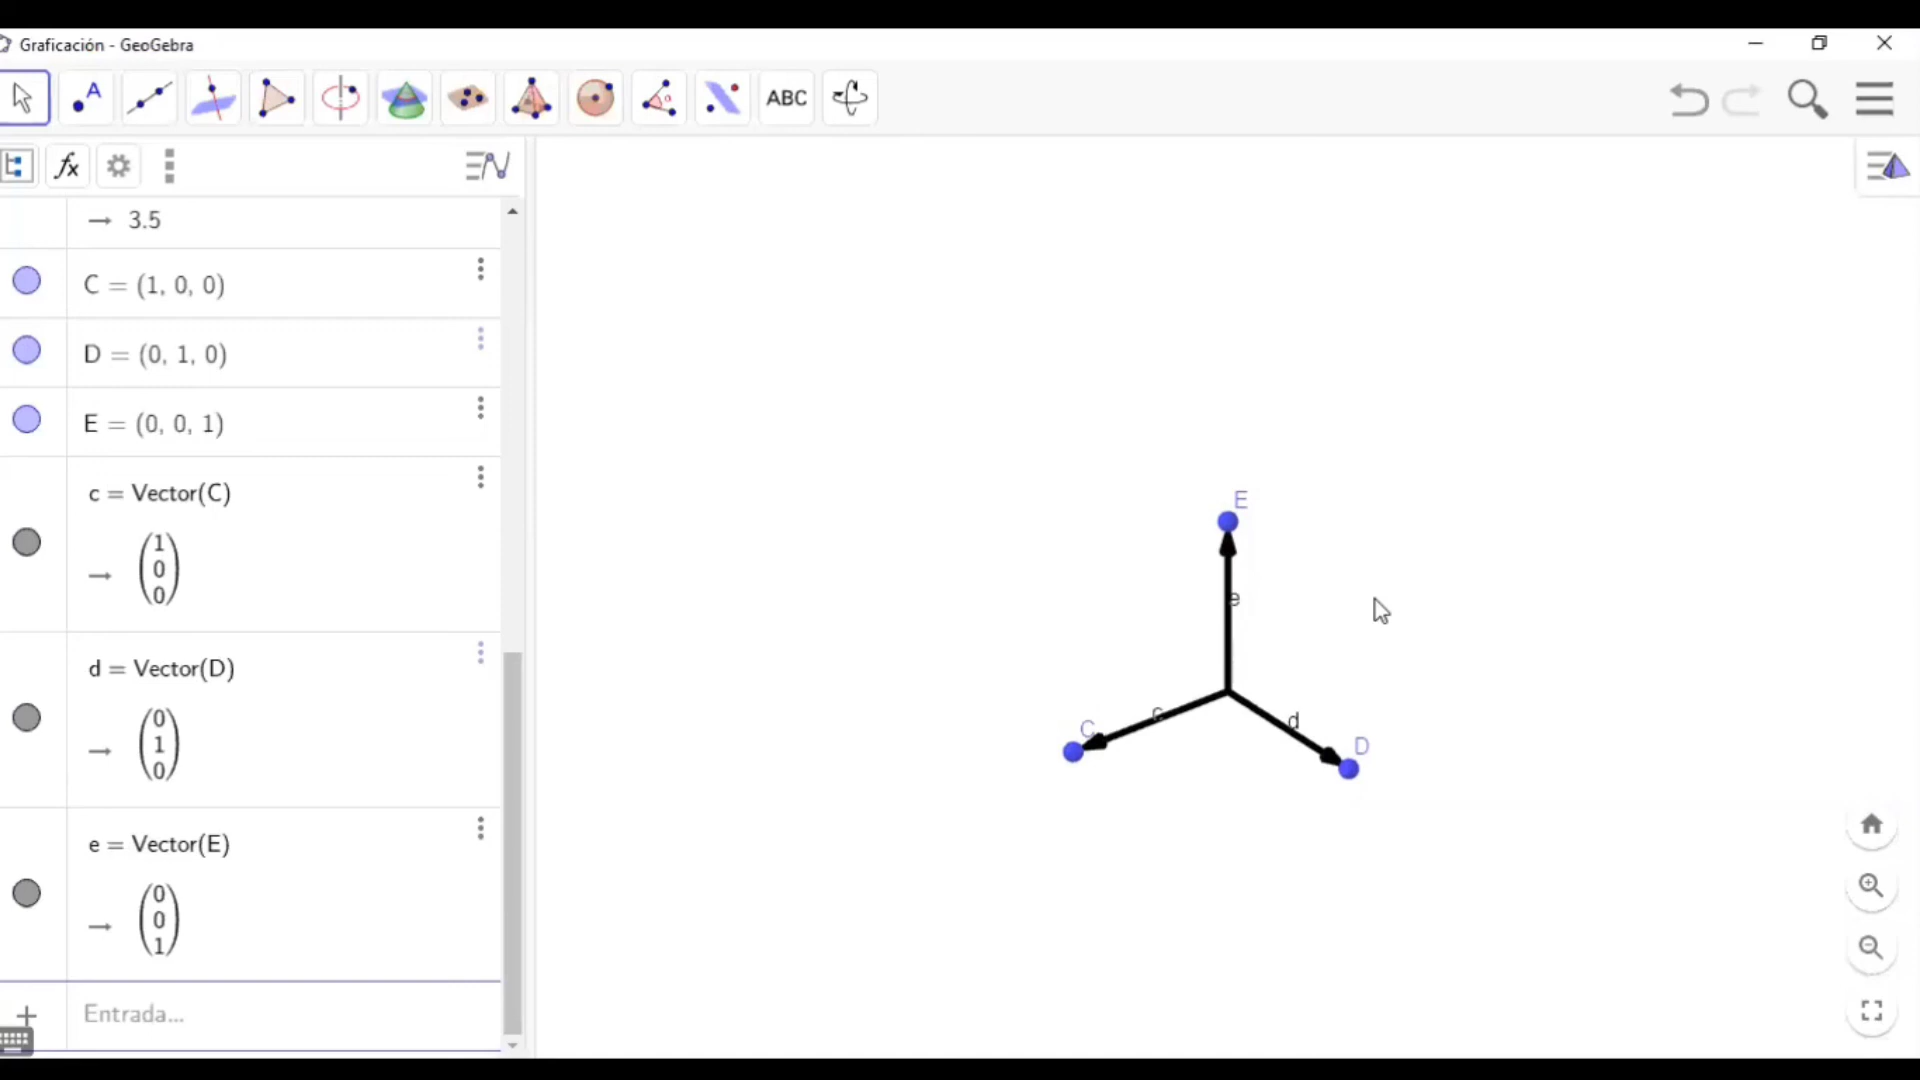 Graficación - GeoGebra
A
α
ABC
fx
→ 3.5
C = (1, 0, 0)
D = (0, 1, 0)
E = (0, 0, 1)
c = Vector(C)
→ (1
0
0)
d = Vector(D)
→ (0
1
0)
e = Vector(E)
→ (0
0
1)
Entrada...
E
e
C
c
d
D